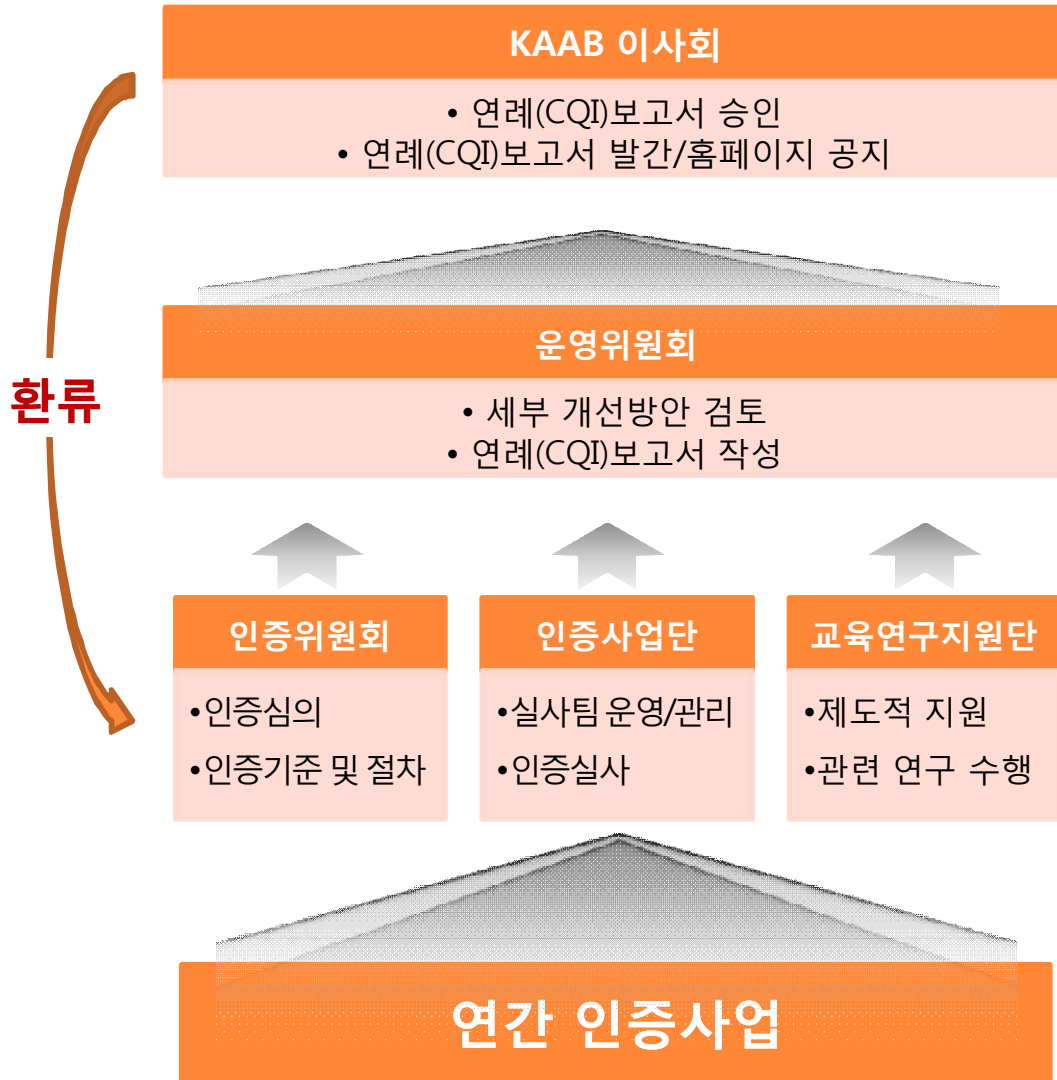 KAAB 이사회
• 연례(CQI)보고서 승인
• 연례(CQI)보고서 발간/홈페이지 공지
운영위원회
환류
• 세부 개선방안 검토
• 연례(CQI)보고서 작성
인증위원회
•인증심의
•인증기준 및 절차
인증사업단
•실사팀 운영/관리
•인증실사
교육연구지원단
•제도적 지원
•관련 연구 수행
연간 인증사업